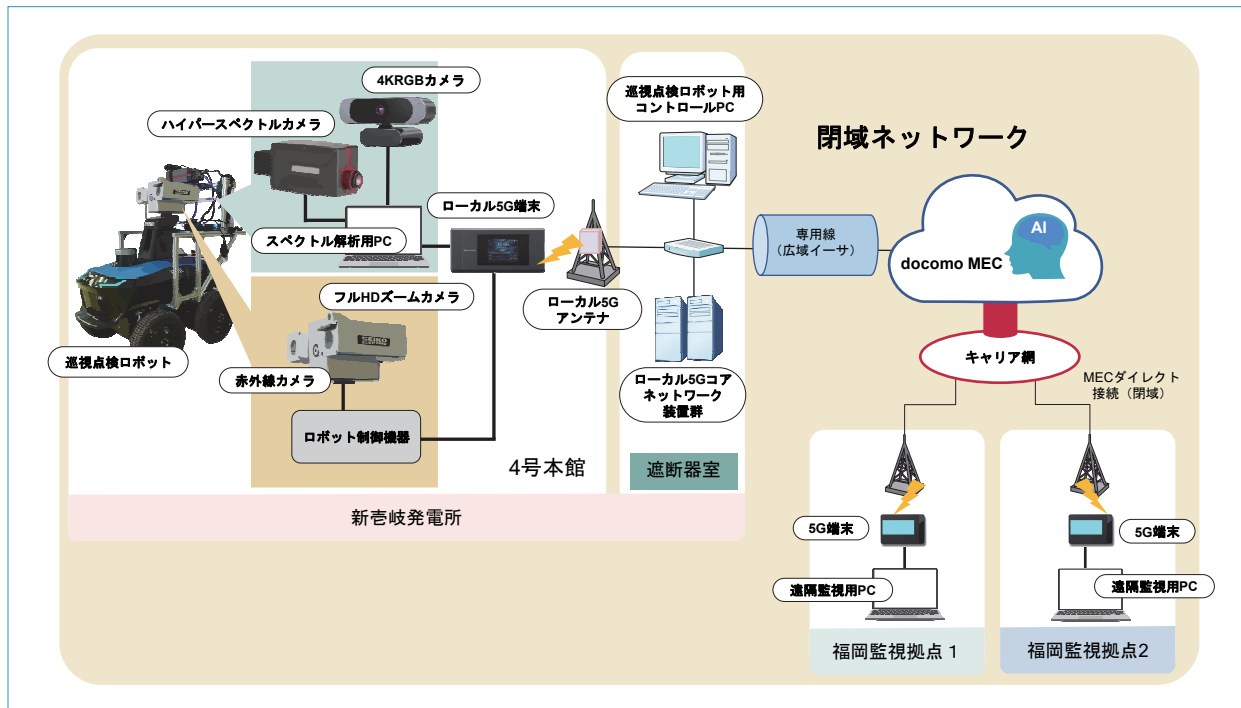 4KRGBカメラ
ハイパースペクトルカメラ
スペクトル解析用PC
ローカル5G端末
巡視点検ロボット
フルHDズームカメラ
SEIKO
赤外線カメラ
ロボット制御機器
ローカル5G
アンテナ
4号本館
巡視点検ロボット用
コントロールPC
ローカル5Gコア
ネットワーク
装置群
遮断器室
新壱岐発電所
閉域ネットワーク
専用線
（広域イーサ）
docomo MEC
AI
キャリア網
MECダイレクト
接続（閉域）
5G端末
遠隔監視用PC
福岡監視拠点1
5G端末
遠隔監視用PC
福岡監視拠点2